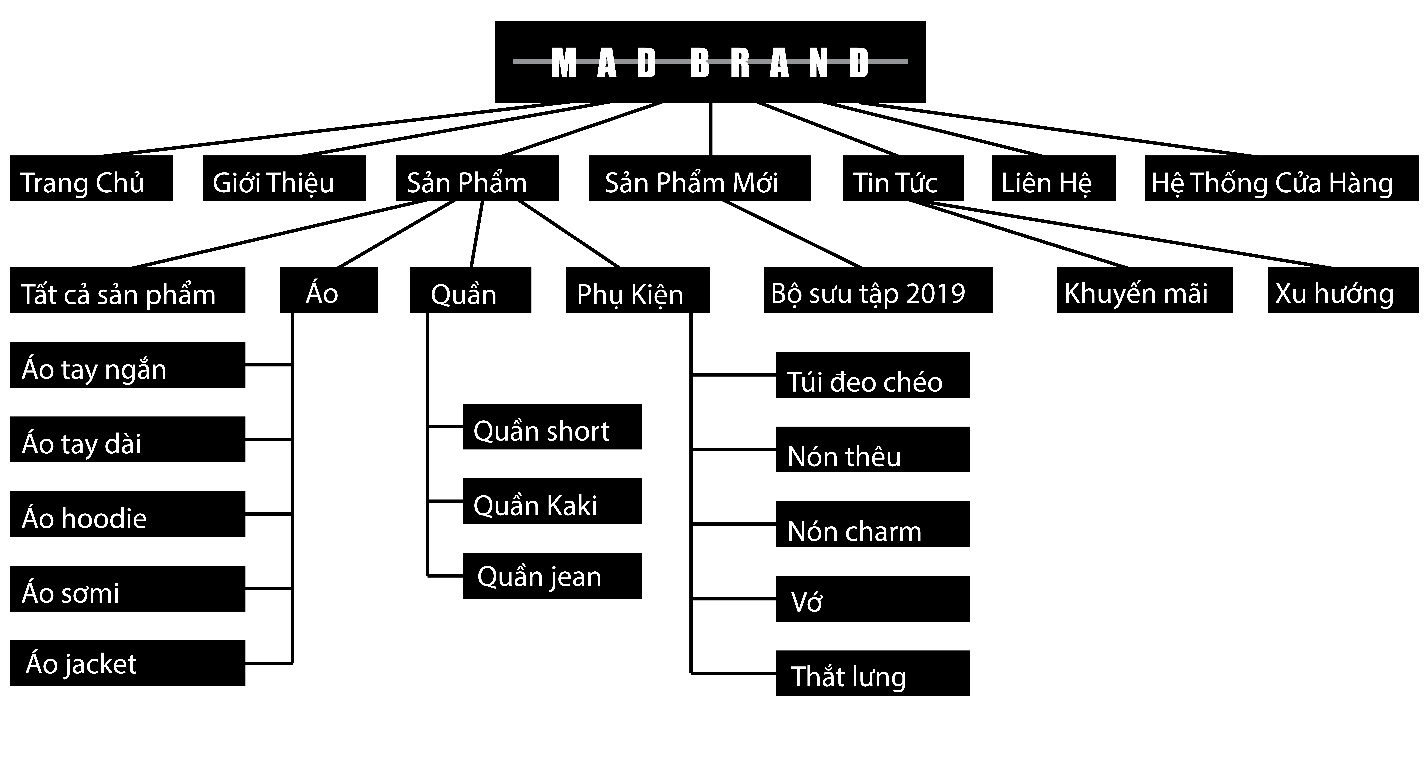 MAD BRAND
Trang Chủ
Giới Thiệu
Sản Phẩm
Sản Phẩm Mới
Tin Tức
Liên Hệ
Hệ Thống Cửa Hàng
Tất cả sản phẩm
Áo
Quần
Phụ Kiện
Bộ sưu tập 2019
Khuyến mãi
Xu hướng
Áo tay ngắn
Áo tay dài
Áo hoodie
Áo sơmi
Áo jacket
Quần short
Quần Kaki
Quần jean
Túi đeo chéo
Nón thêu
Nón charm
Vớ
Thắt lưng